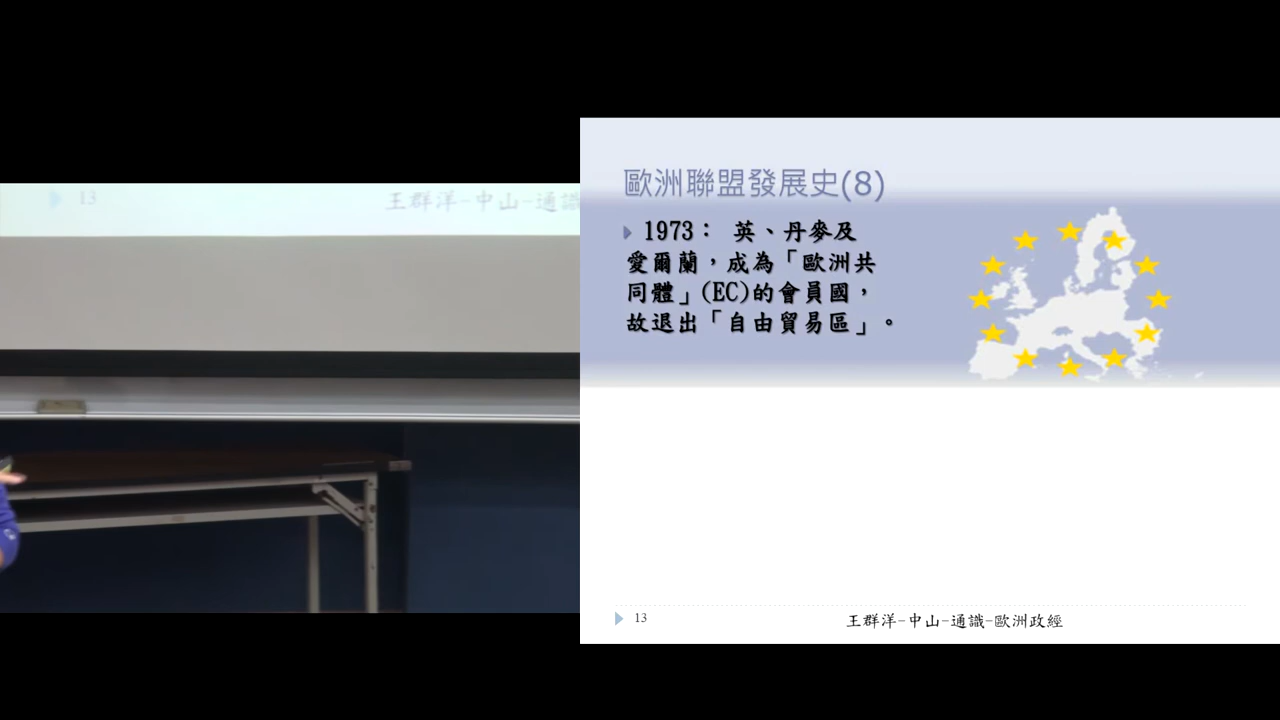 13
王群洋-中山-通識
歐洲聯盟發展史(8)
1973： 英、丹麥及
愛爾蘭，成為「歐洲共
同體」(EC)的會員國，
故退出「自由貿易區」。
13
王群洋-中山-通識-歐洲政經